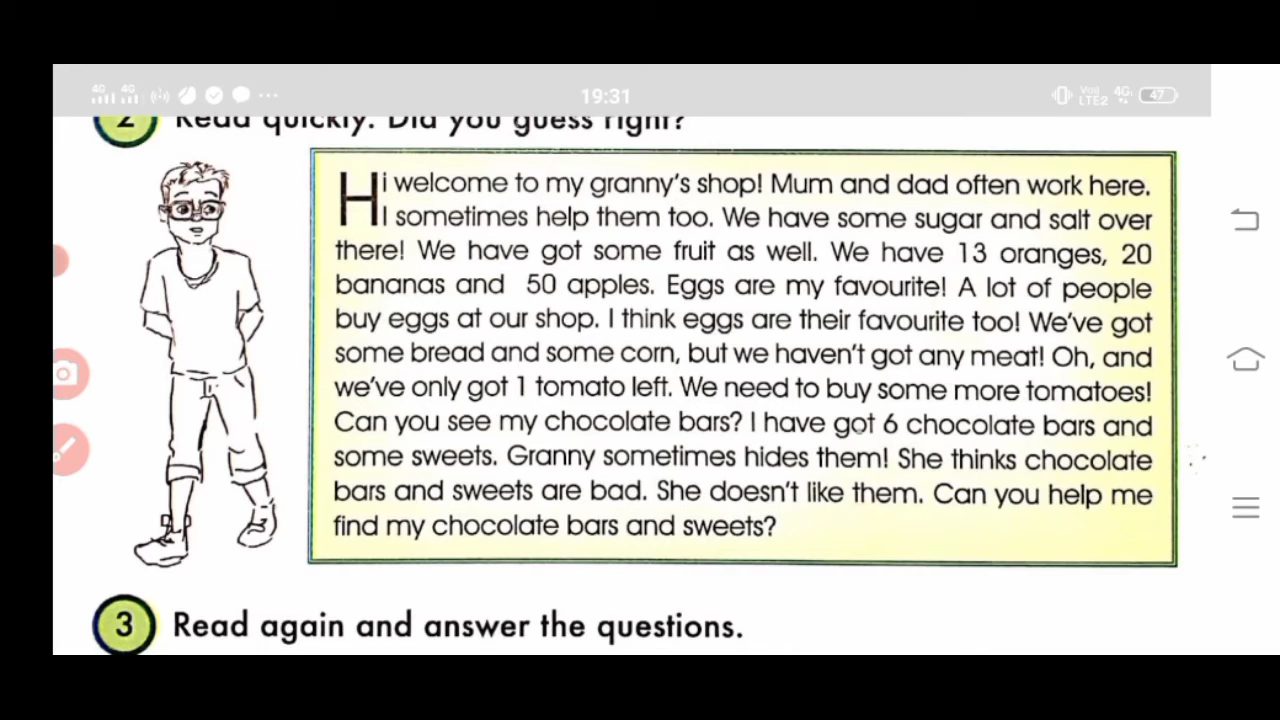 4G 4G 19:31 Vo) LTE2 4G 47
2 Read quickly. Did you guess right?
Hi welcome to my granny's shop! Mum and dad often work here.
I sometimes help them too. We have some sugar and salt over
there! We have got some fruit as well. We have 13 oranges, 20
bananas and 50 apples. Eggs are my favourite! A lot of people
buy eggs at our shop. I think eggs are their favourite too! We've got
some bread and some corn, but we haven't got any meat! Oh, and
we've only got 1 tomato left. We need to buy some more tomatoes!
Can you see my chocolate bars? I have got 6 chocolate bars and
some sweets. Granny sometimes hides them! She thinks chocolate
bars and sweets are bad. She doesn't like them. Can you help me
find my chocolate bars and sweets?
3 Read again and answer the questions.